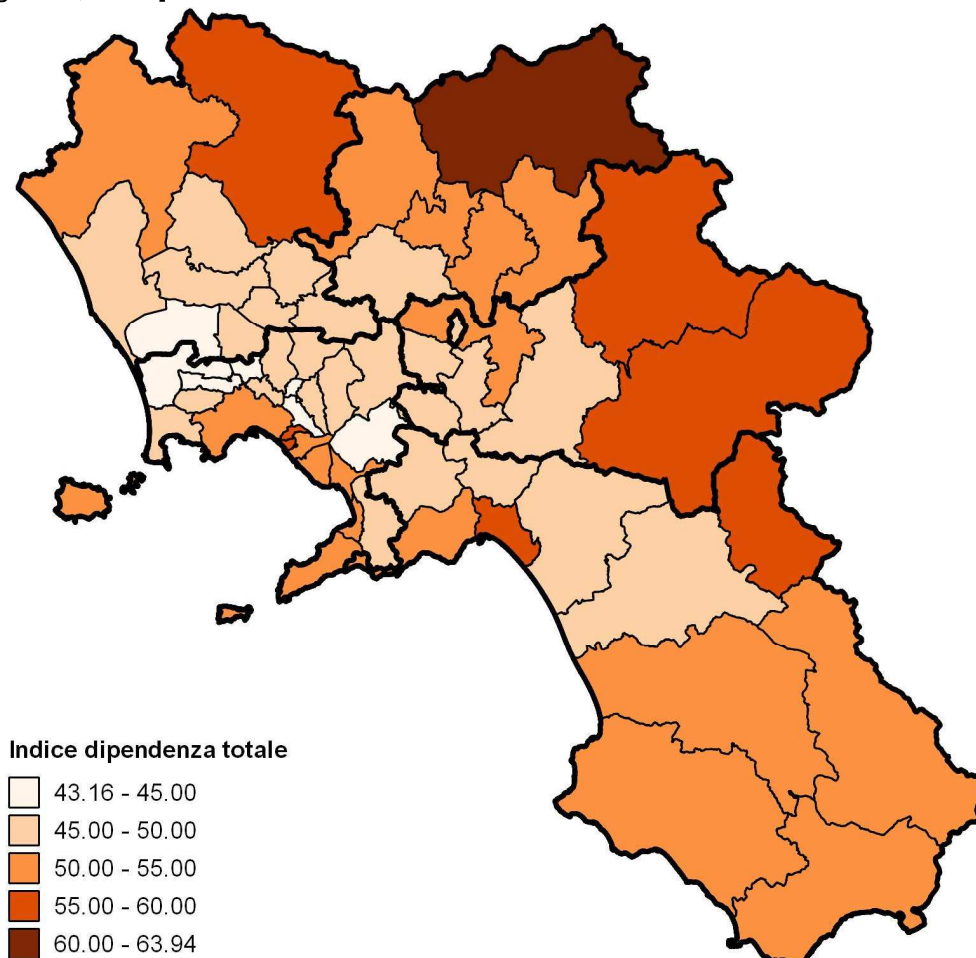 Indice dipendenza totale
43.16 - 45.00
45.00 - 50.00
50.00 - 55.00
55.00 - 60.00
60.00 - 63.94